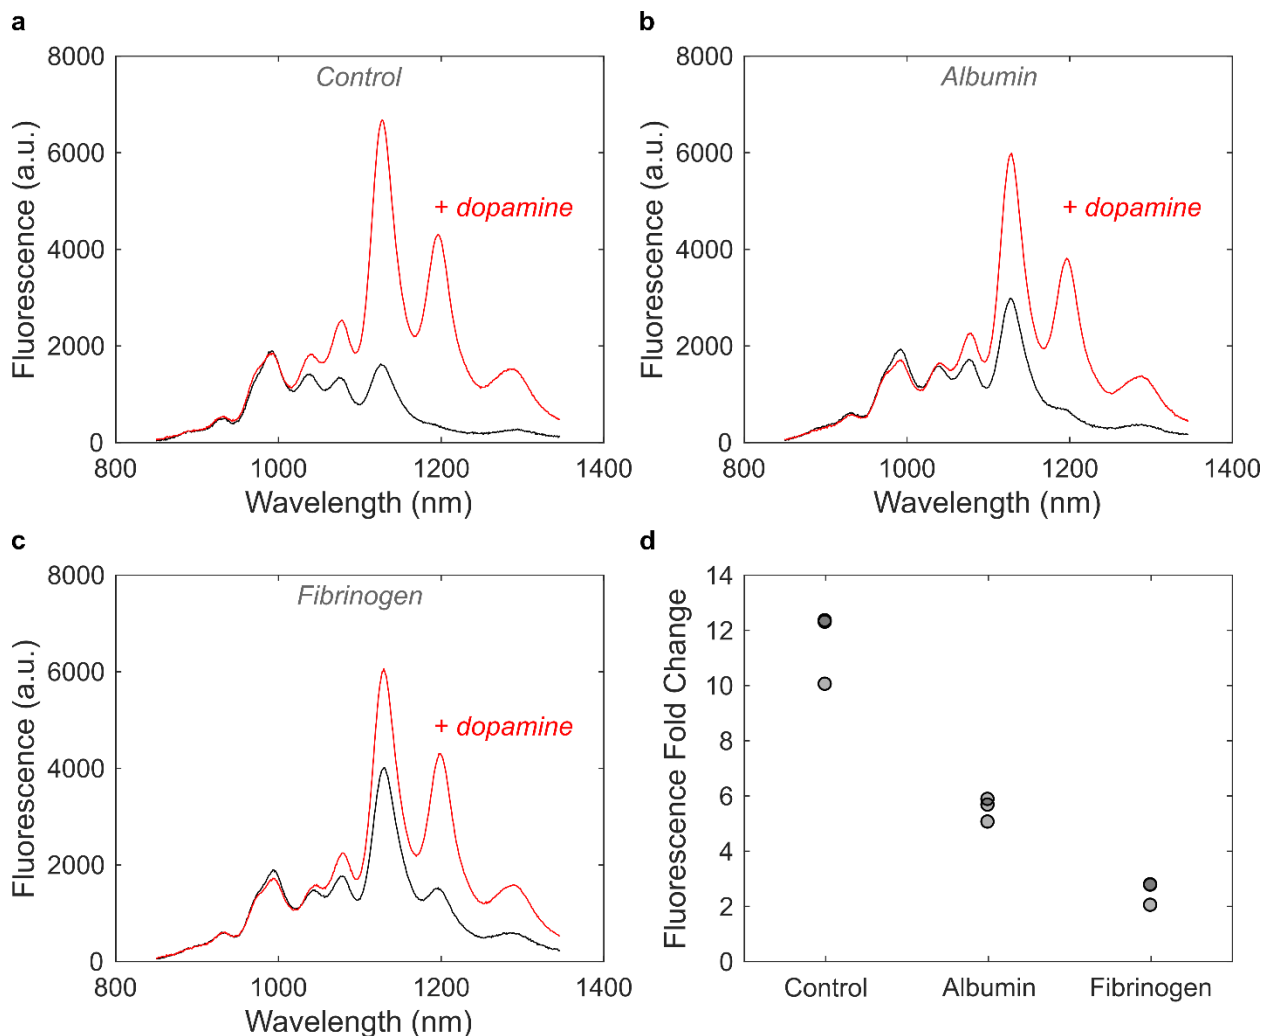 a
8000
6000
4000
2000
0
800
1000
1200
1400
Fluorescence (a.u.)
Wavelength (nm)
Control
+ dopamine
b
8000
6000
4000
2000
0
800
1000
1200
1400
Fluorescence (a.u.)
Wavelength (nm)
Albumin
+ dopamine
c
8000
6000
4000
2000
0
800
1000
1200
1400
Fluorescence (a.u.)
Wavelength (nm)
Fibrinogen
+ dopamine
d
14
12
10
8
6
4
2
0
Fluorescence Fold Change
Control
Albumin
Fibrinogen